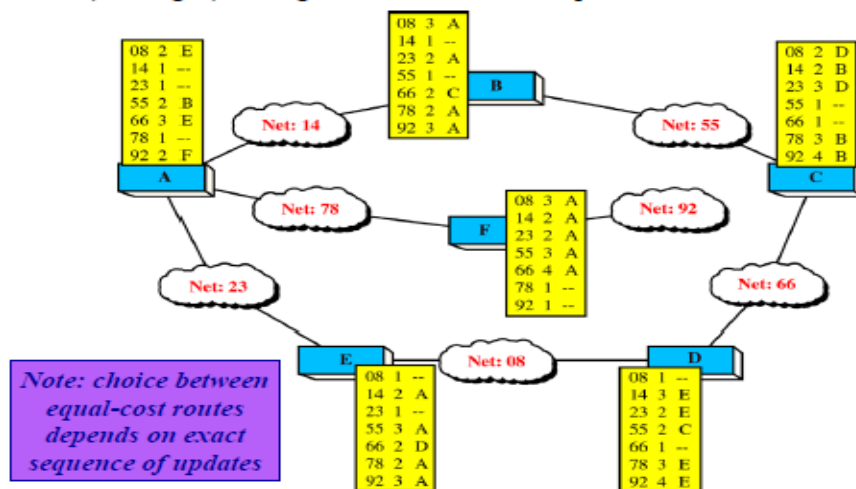 08 3 A
14 1 --
23 2 A
55 1 --
66 2 C
78 2 A
92 3 A
B
08 2 E
14 1 --
23 1 --
55 2 B
66 3 E
78 1 --
92 2 F
A
08 2 D
14 2 B
23 3 D
55 1 --
66 1 --
78 3 B
92 4 B
C
Net: 14
Net: 55
Net: 78
08 3 A
14 2 A
23 2 A
55 3 A
66 4 A
78 1 --
92 1 --
F
Net: 92
Net: 23
Net: 66
E
Net: 08
D
08 1 --
14 2 A
23 1 --
55 3 A
66 2 D
78 2 A
92 3 A
08 1 --
14 3 E
23 2 E
55 2 C
66 1 --
78 3 E
92 4 E
Note: choice between
equal-cost routes
depends on exact
sequence of updates